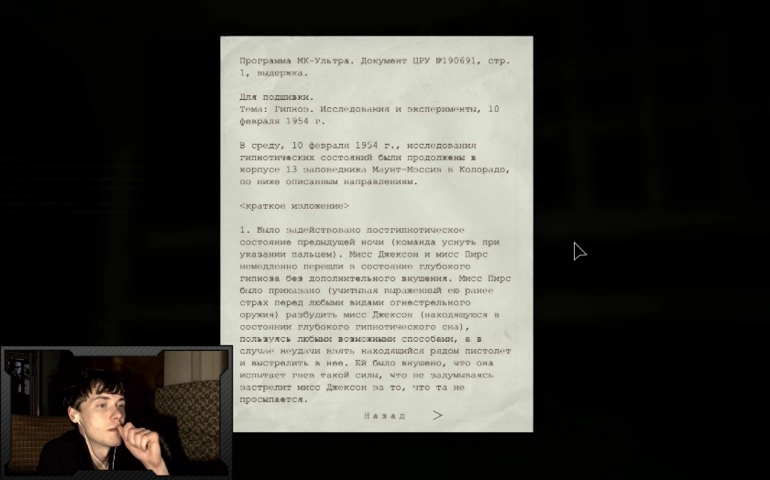 Программа МК-Ультра. Документ ЦРУ №190691, стр.
1, выдержка.
Для подшивки.
Тема: Гипноз. Исследования и эксперименты, 10
февраля 1954 г.
В среду, 10 февраля 1954 г., исследования
гипнотических состояний были продолжены в
корпусе 13 заповедника Маунт-Мэссив в Колорадо,
по ниже описанным направлениям.
<краткое изложение>
1. Было задействовано постгипнотическое
состояние предыдущей ночи (команда уснуть при
указании пальцем). Мисс Джексон и мисс Пирс
немедленно перешли в состояние глубокого
гипноза без дополнительного внушения. Мисс Пирс
было приказано (учитывая выраженный ею ранее
страх перед любыми видами огнестрельного
оружия) разбудить мисс Джексон (находящуюся в
состоянии глубокого гипнотического сна),
пользуясь любыми возможными способами, а в
случае неудачи взять находящийся рядом пистолет
и выстрелить в нее. Ей было внушено, что она
испытает гнев такой силы, что не задумываясь
застрелит мисс Джексон за то, что та не
просыпается.
Назад >